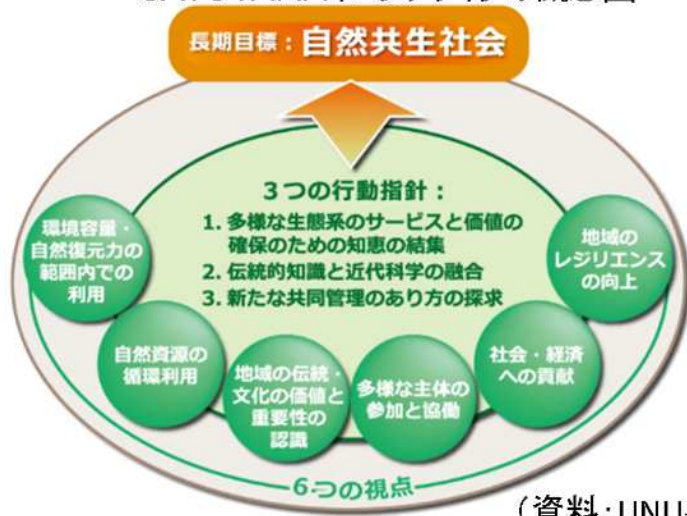 長期目標：自然共生社会
3つの行動指針：
1. 多様な生態系のサービスと価値の
確保のための知恵の結集
2. 伝統的知識と近代科学の融合
3. 新たな共同管理のあり方の探求
環境容量・
自然復元力の
範囲内での
利用
自然資源の
循環利用
地域の伝統・
文化の価値と
重要性の
認識
多様な主体の
参加と協働
社会・経済
への貢献
地域の
レジリエンス
の向上
6つの視点
（資料：UNU